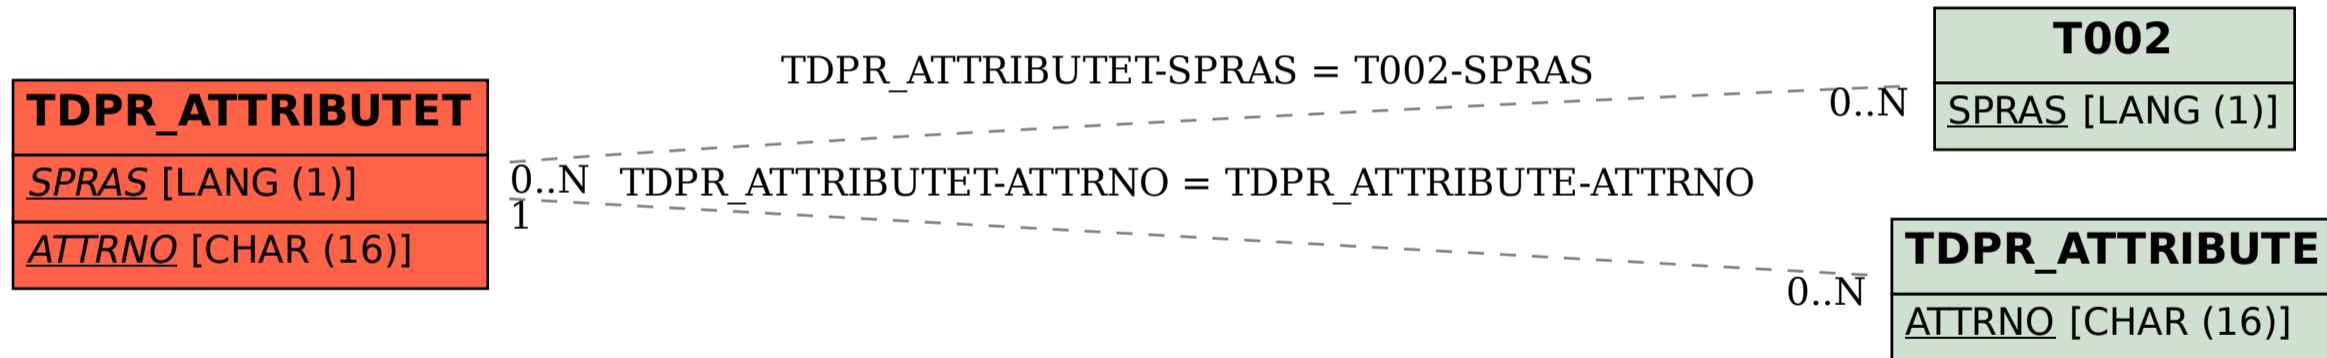 TDPR_ATTRIBUTET
SPRAS [LANG (1)]
ATTRNO [CHAR (16)]
TDPR_ATTRIBUTET-SPRAS = T002-SPRAS
0..N
0..N
TDPR_ATTRIBUTET-ATTRNO = TDPR_ATTRIBUTE-ATTRNO
1
0..N
T002
SPRAS [LANG (1)]
TDPR_ATTRIBUTE
ATTRNO [CHAR (16)]